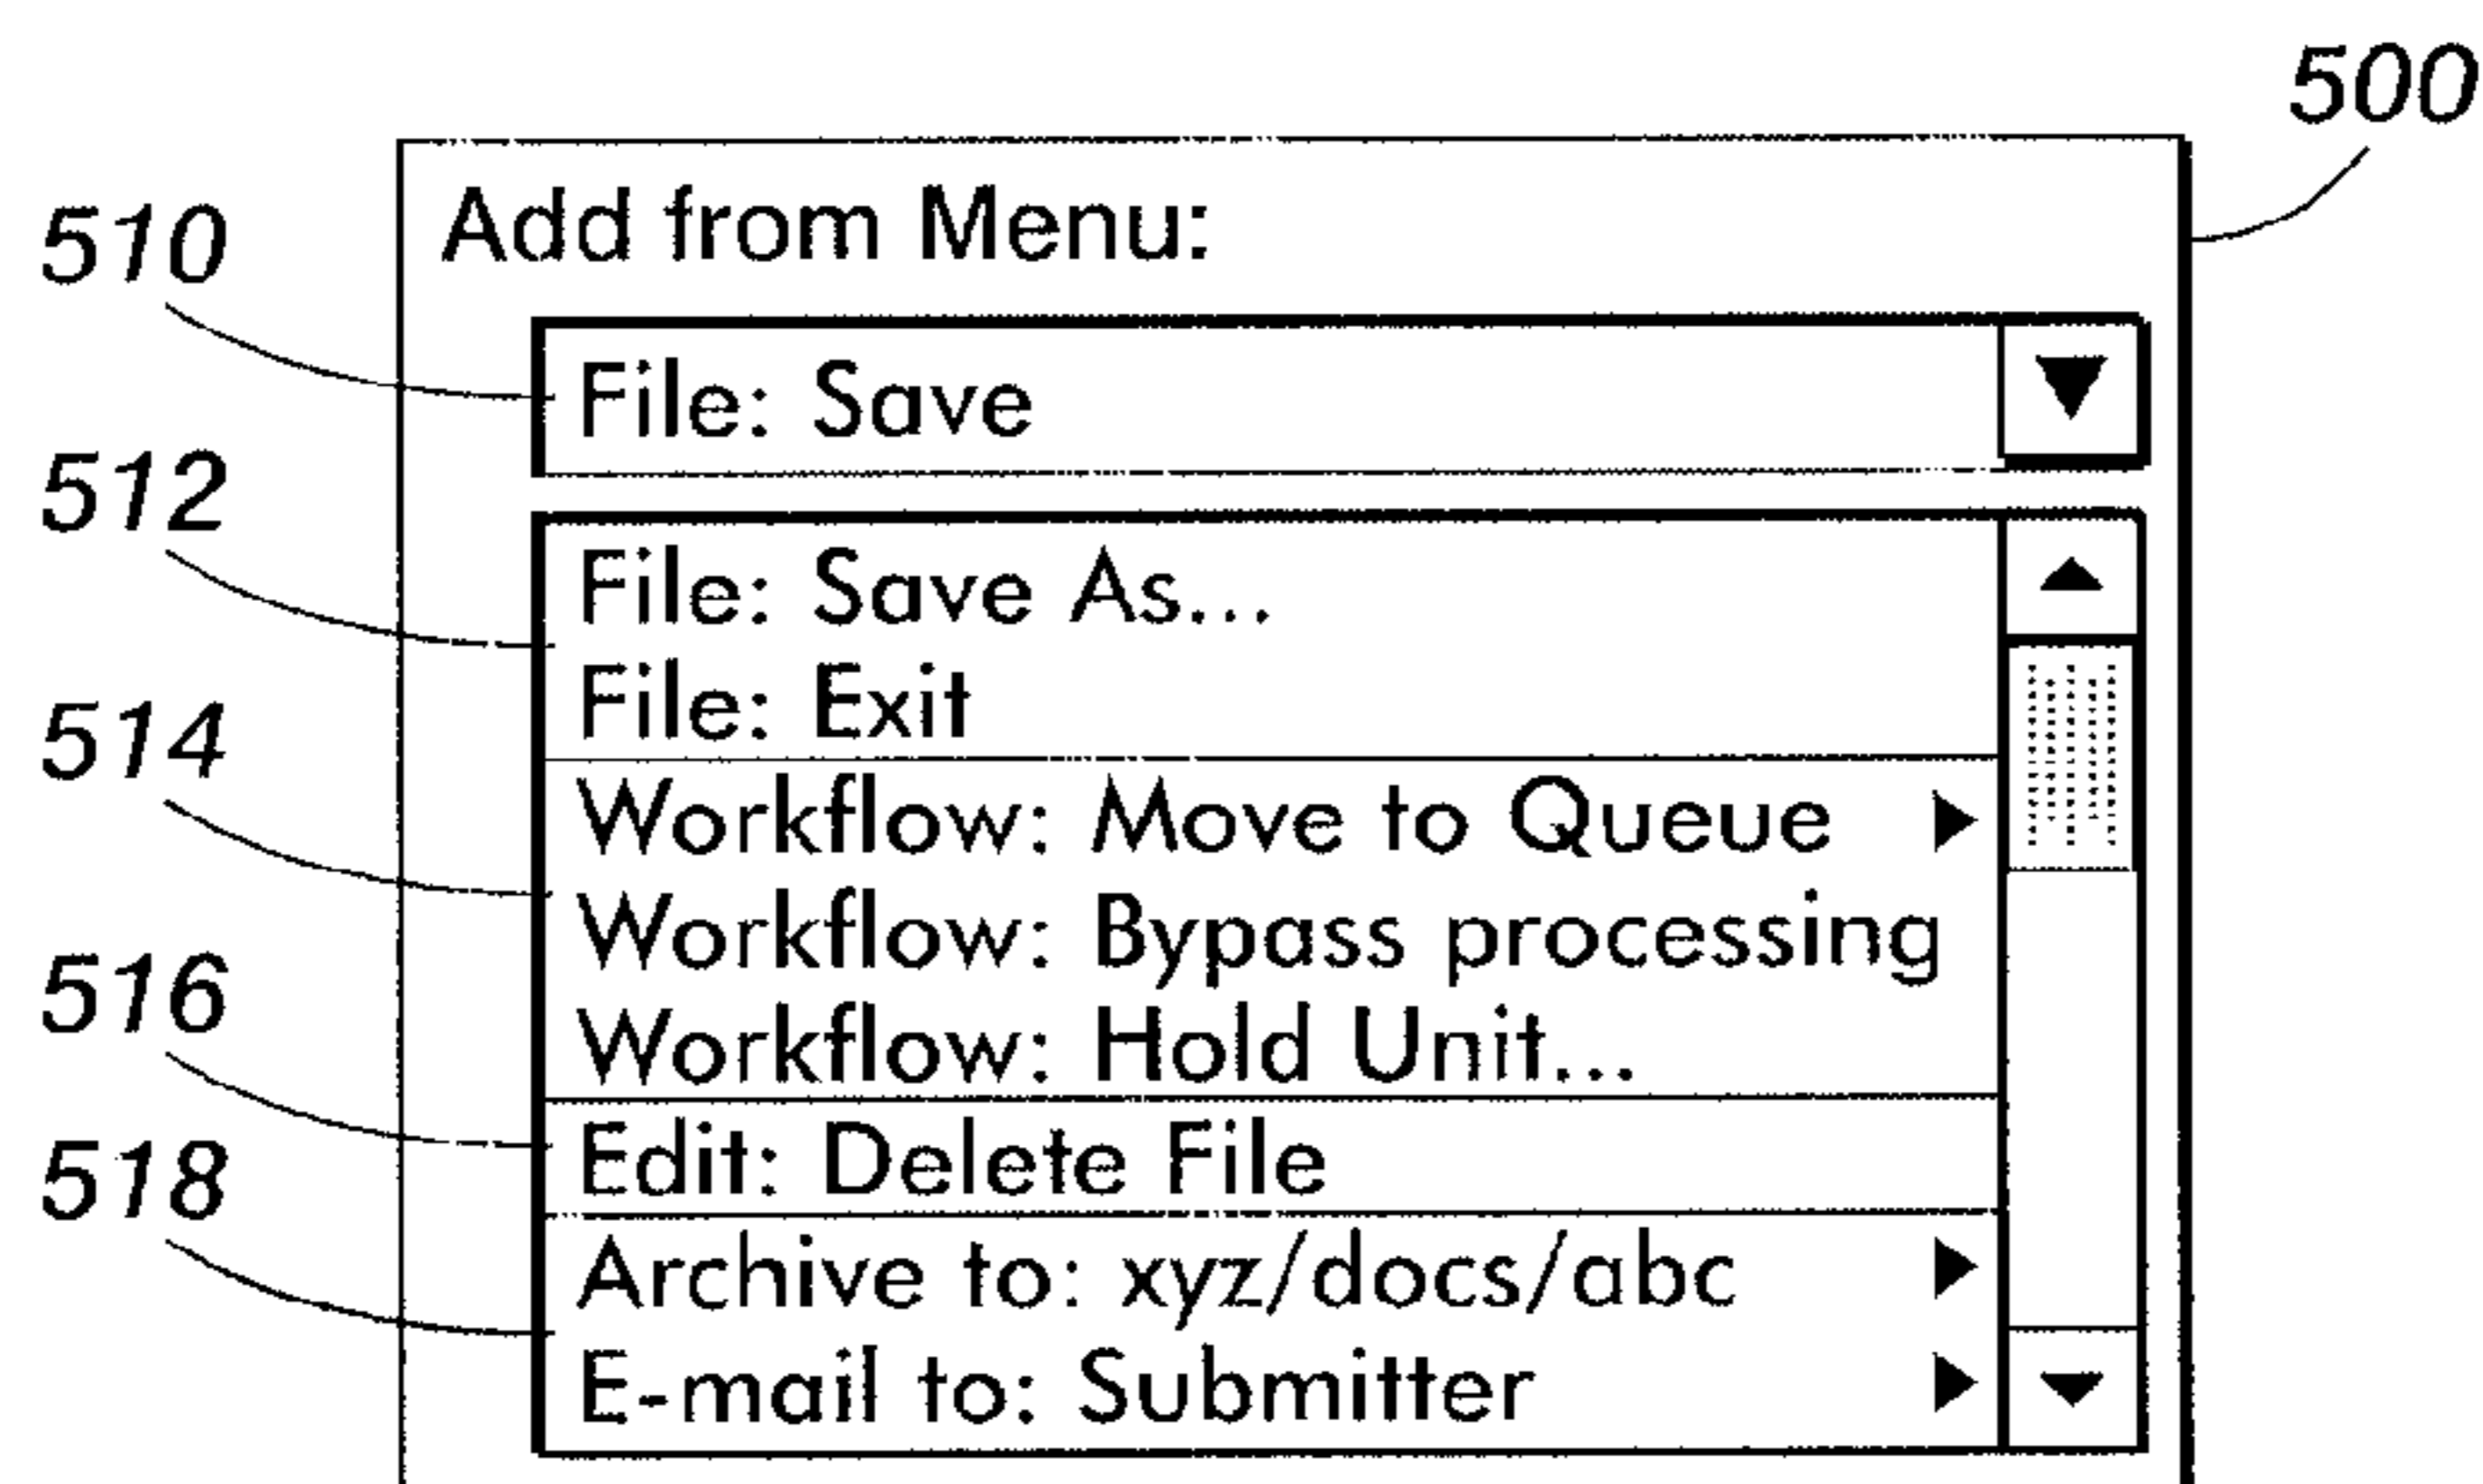 500
Add from Menu:
510
File: Save
512
File: Save As...
File: Exit
514
Workflow: Move to Queue
Workflow: Bypass processing
516
Workflow: Hold Unit...
Edit: Delete File
518
Archive to: xyz/docs/abc
E-mail to: Submitter